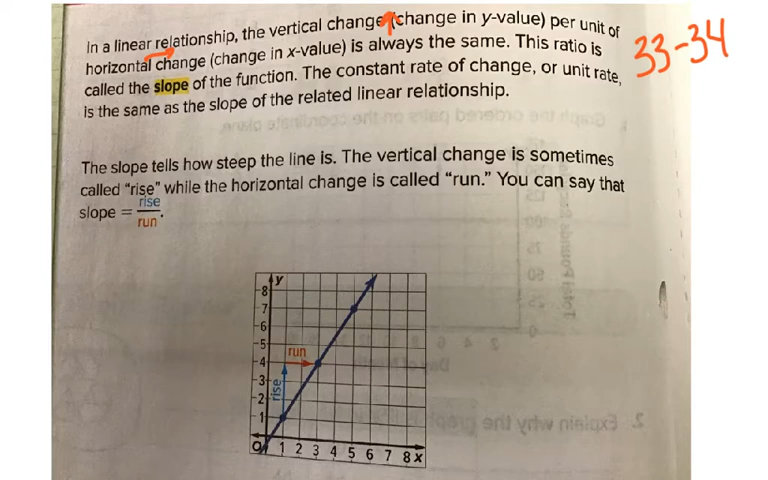 In a linear relationship, the vertical change (change in y-value) per unit of
horizontal change (change in x-value) is always the same. This ratio is
called the slope of the function. The constant rate of change, or unit rate,
is the same as the slope of the related linear relationship.
33-34
The slope tells how steep the line is. The vertical change is sometimes
called “rise” while the horizontal change is called “run.” You can say that
slope = rise/run.
y
8
7
6
5
run
4
3
rise
2
1
O 1 2 3 4 5 6 7 8 x